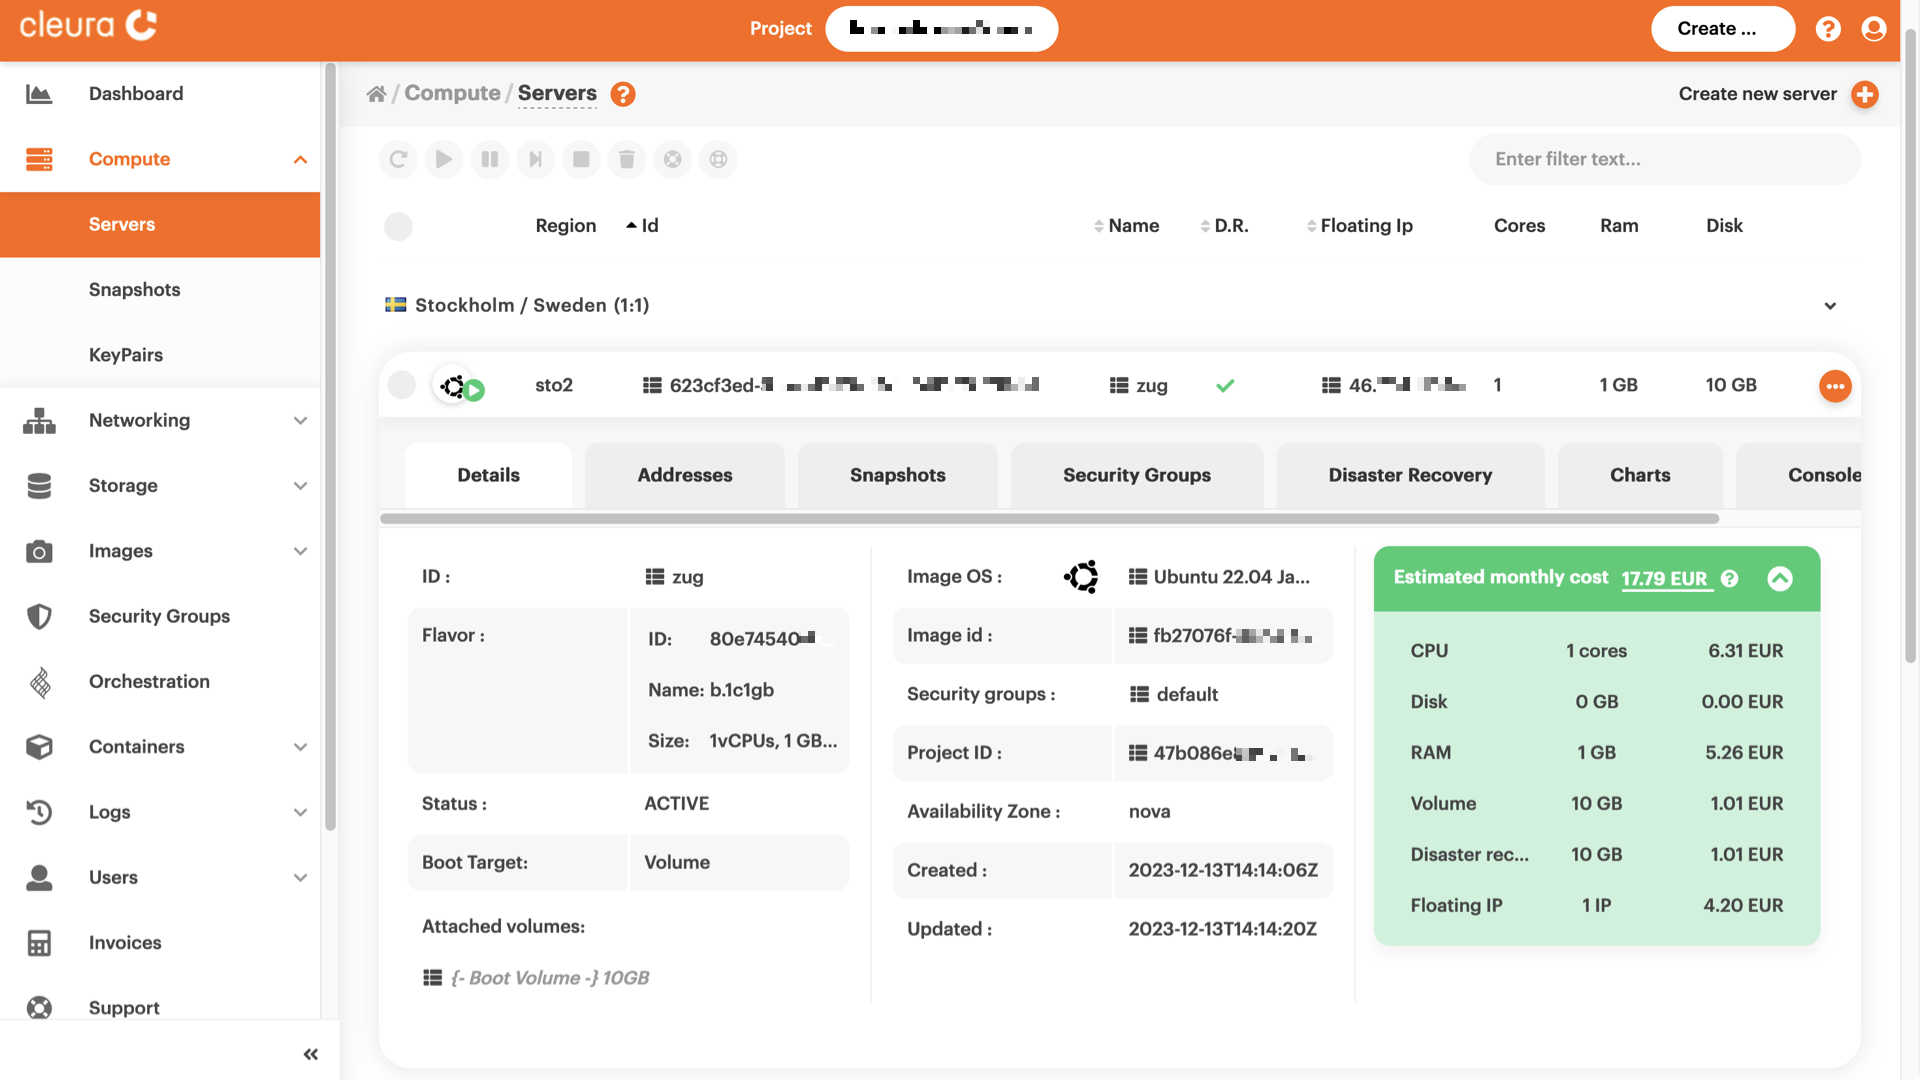 cleura
Project
Create ...
Dashboard
Compute
Servers
Snapshots
KeyPairs
Networking
Storage
Images
Security Groups
Orchestration
Containers
Logs
Users
Invoices
Support
/ Compute / Servers
Create new server
Enter filter text...
Region Id Name D.R. Floating Ip Cores Ram Disk
Stockholm / Sweden (1:1)
sto2 623cf3ed- zug 46. 1 1 GB 10 GB
Details Addresses Snapshots Security Groups Disaster Recovery Charts Console
ID : zug
Flavor : ID: 80e74540
Name: b.1c1gb
Size: 1vCPUs, 1 GB...
Status : ACTIVE
Boot Target: Volume
Attached volumes:
{- Boot Volume -} 10GB
Image OS : Ubuntu 22.04 Ja...
Image id : fb27076f-
Security groups : default
Project ID : 47b086e
Availability Zone : nova
Created : 2023-12-13T14:14:06Z
Updated : 2023-12-13T14:14:20Z
Estimated monthly cost 17.79 EUR
CPU 1 cores 6.31 EUR
Disk 0 GB 0.00 EUR
RAM 1 GB 5.26 EUR
Volume 10 GB 1.01 EUR
Disaster rec... 10 GB 1.01 EUR
Floating IP 1 IP 4.20 EUR